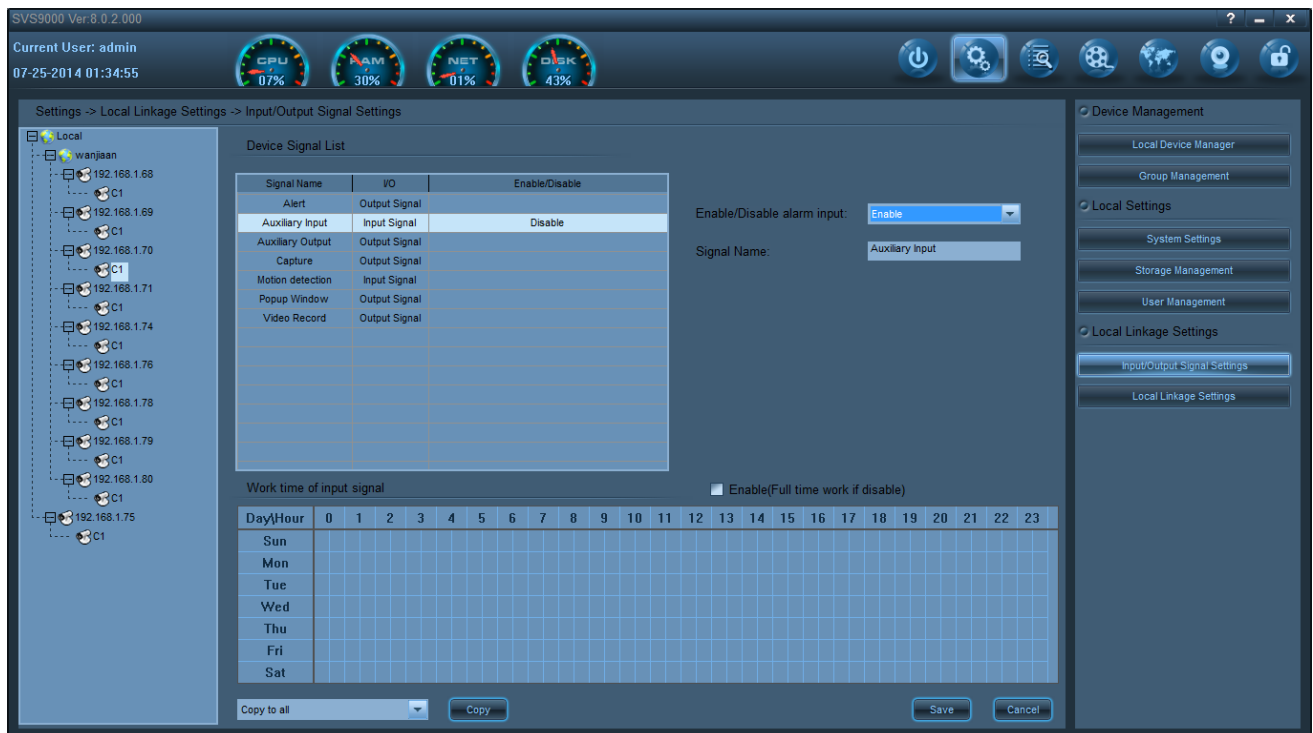 SVS9000 Ver:8.0.2.000
? – x
Current User: admin
07-25-2014 01:34:55
CPU 07%
RAM 30%
NET 01%
DISK 43%
Settings -> Local Linkage Settings -> Input/Output Signal Settings
Local
wanjiaan
192.168.1.68
C1
192.168.1.69
C1
192.168.1.70
C1
192.168.1.71
C1
192.168.1.74
C1
192.168.1.76
C1
192.168.1.78
C1
192.168.1.79
C1
192.168.1.80
C1
192.168.1.75
C1
Device Signal List
Signal Name I/O Enable/Disable
Alert Output Signal
Auxiliary Input Input Signal Disable
Auxiliary Output Output Signal
Capture Output Signal
Motion detection Input Signal
Popup Window Output Signal
Video Record Output Signal
Enable/Disable alarm input: Enable
Signal Name: Auxiliary Input
Work time of input signal
Enable(Full time work if disable)
Day\Hour 0 1 2 3 4 5 6 7 8 9 10 11 12 13 14 15 16 17 18 19 20 21 22 23
Sun
Mon
Tue
Wed
Thu
Fri
Sat
Copy to all Copy Save Cancel
Device Management
Local Device Manager
Group Management
Local Settings
System Settings
Storage Management
User Management
Local Linkage Settings
Input/Output Signal Settings
Local Linkage Settings